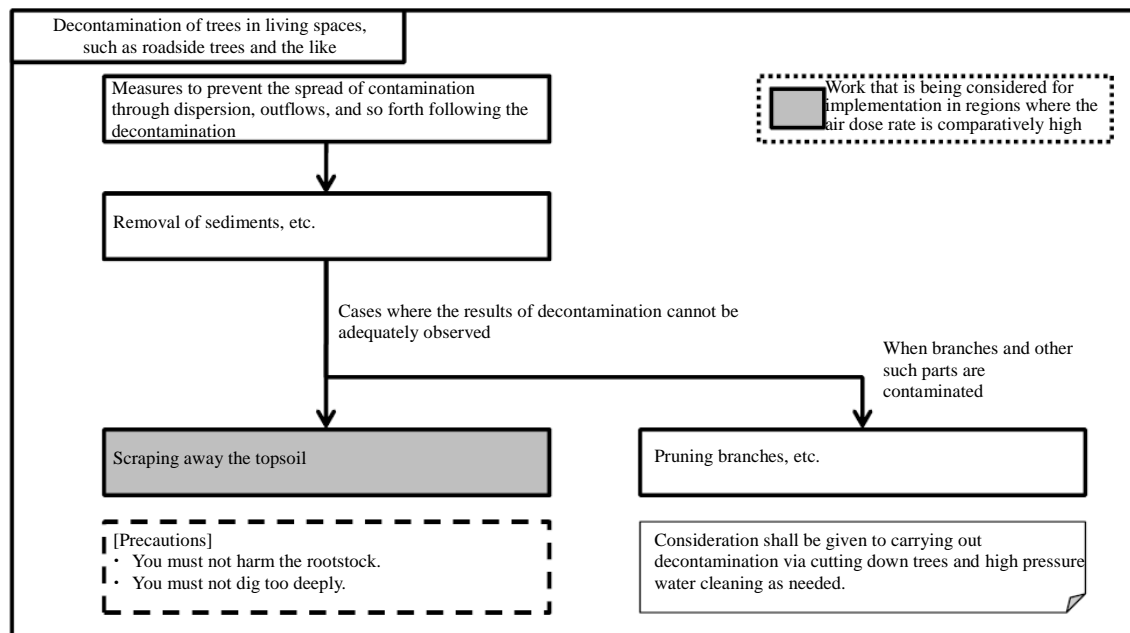 Decontamination of trees in living spaces,
such as roadside trees and the like
Measures to prevent the spread of contamination
through dispersion, outflows, and so forth following the
decontamination
Work that is being considered for
implementation in regions where the
air dose rate is comparatively high
Removal of sediments, etc.
Cases where the results of decontamination cannot be
adequately observed
When branches and other
such parts are
contaminated
Scraping away the topsoil
Pruning branches, etc.
[Precautions]
・ You must not harm the rootstock.
・ You must not dig too deeply.
Consideration shall be given to carrying out
decontamination via cutting down trees and high pressure
water cleaning as needed.